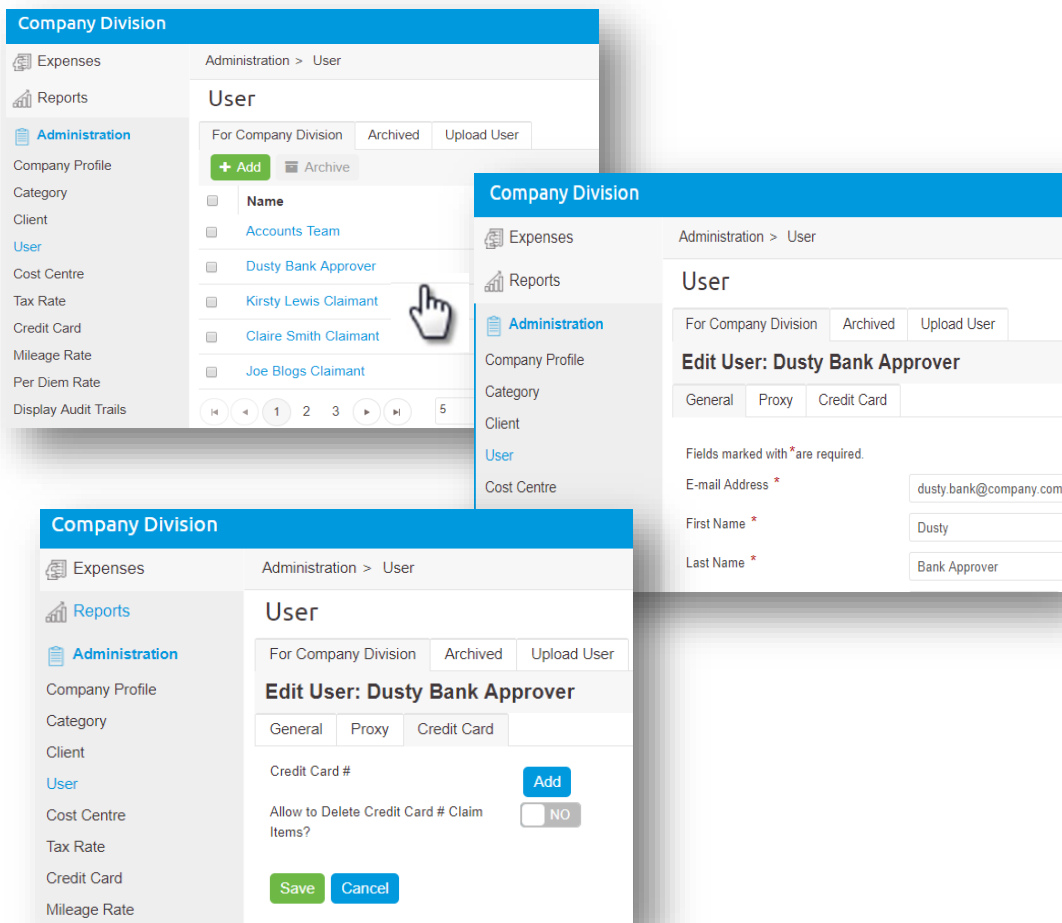 Company Division
Expenses
Reports
Administration
Company Profile
Category
Client
User
Cost Centre
Tax Rate
Credit Card
Mileage Rate
Per Diem Rate
Display Audit Trails
Administration > User
User
For Company Division Archived Upload User
+ Add Archive
Name
Accounts Team
Dusty Bank Approver
Kirsty Lewis Claimant
Claire Smith Claimant
Joe Blogs Claimant
1 2 3 5
Company Division
Expenses
Reports
Administration
Company Profile
Category
Client
User
Cost Centre
Administration > User
User
For Company Division Archived Upload User
Edit User: Dusty Bank Approver
General Proxy Credit Card
Fields marked with *are required.
E-mail Address * dusty.bank@company.com
First Name * Dusty
Last Name * Bank Approver
Company Division
Expenses
Reports
Administration
Company Profile
Category
Client
User
Cost Centre
Tax Rate
Credit Card
Mileage Rate
Administration > User
User
For Company Division Archived Upload User
Edit User: Dusty Bank Approver
General Proxy Credit Card
Credit Card # Add
Allow to Delete Credit Card # Claim NO
Items?
Save Cancel